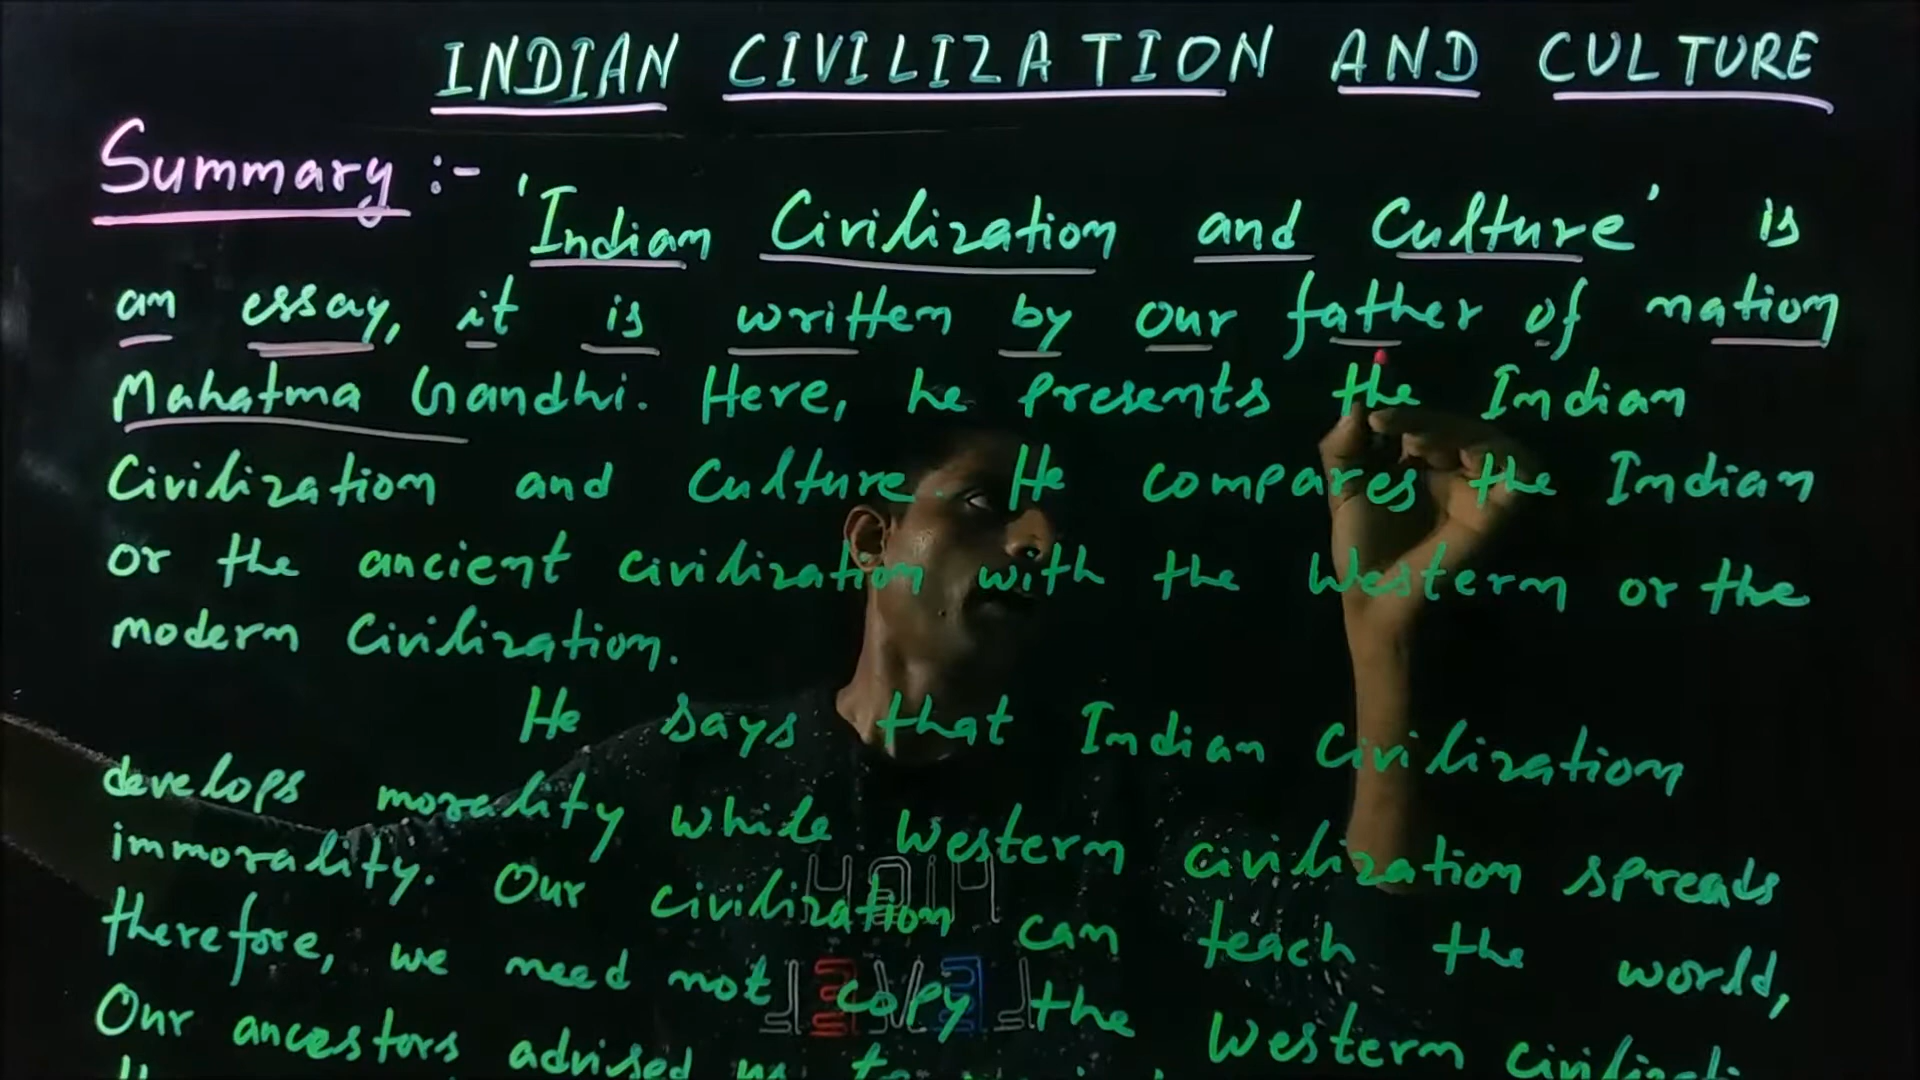 INDIAN CIVILIZATION AND CULTURE
Summary :- 'Indian Civilization and Culture' is
an essay, it is written by our father of nation
Mahatma Gandhi. Here, he presents the Indian
Civilization and Culture. He compares the Indian
or the ancient civilization with the Western or the
modern Civilization.
He says that Indian Civilization
develops morality while Western civilization spreads
immorality. Our civilization can teach the world,
therefore, we need not copy the Western
Our ancestors advised us to